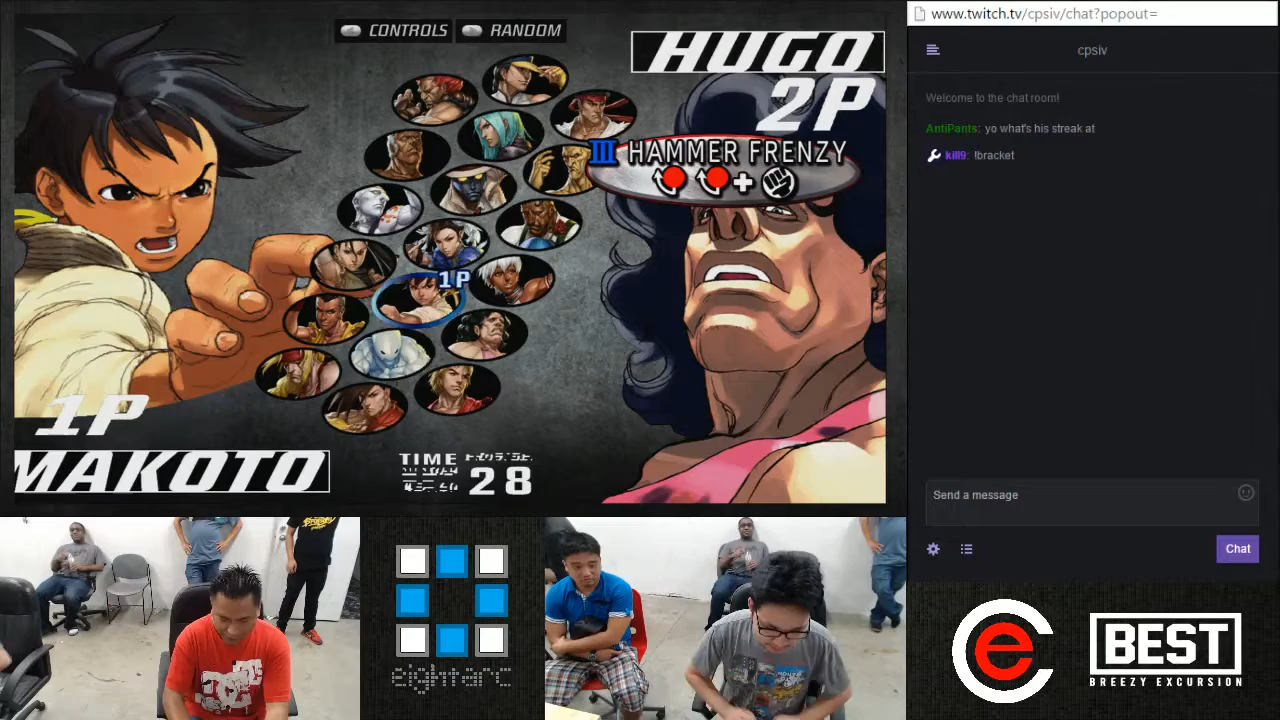 CONTROLS RANDOM
HUGO
2P
III HAMMER FRENZY
1P
1P
MAKOTO
TIME
28
www.twitch.tv/cpsiv/chat?popout=
cpsiv
Welcome to the chat room!
AntiPants: yo what's his streak at
kill9: !bracket
Send a message
Chat
eightarc
e
BEST
BREEZY EXCURSION